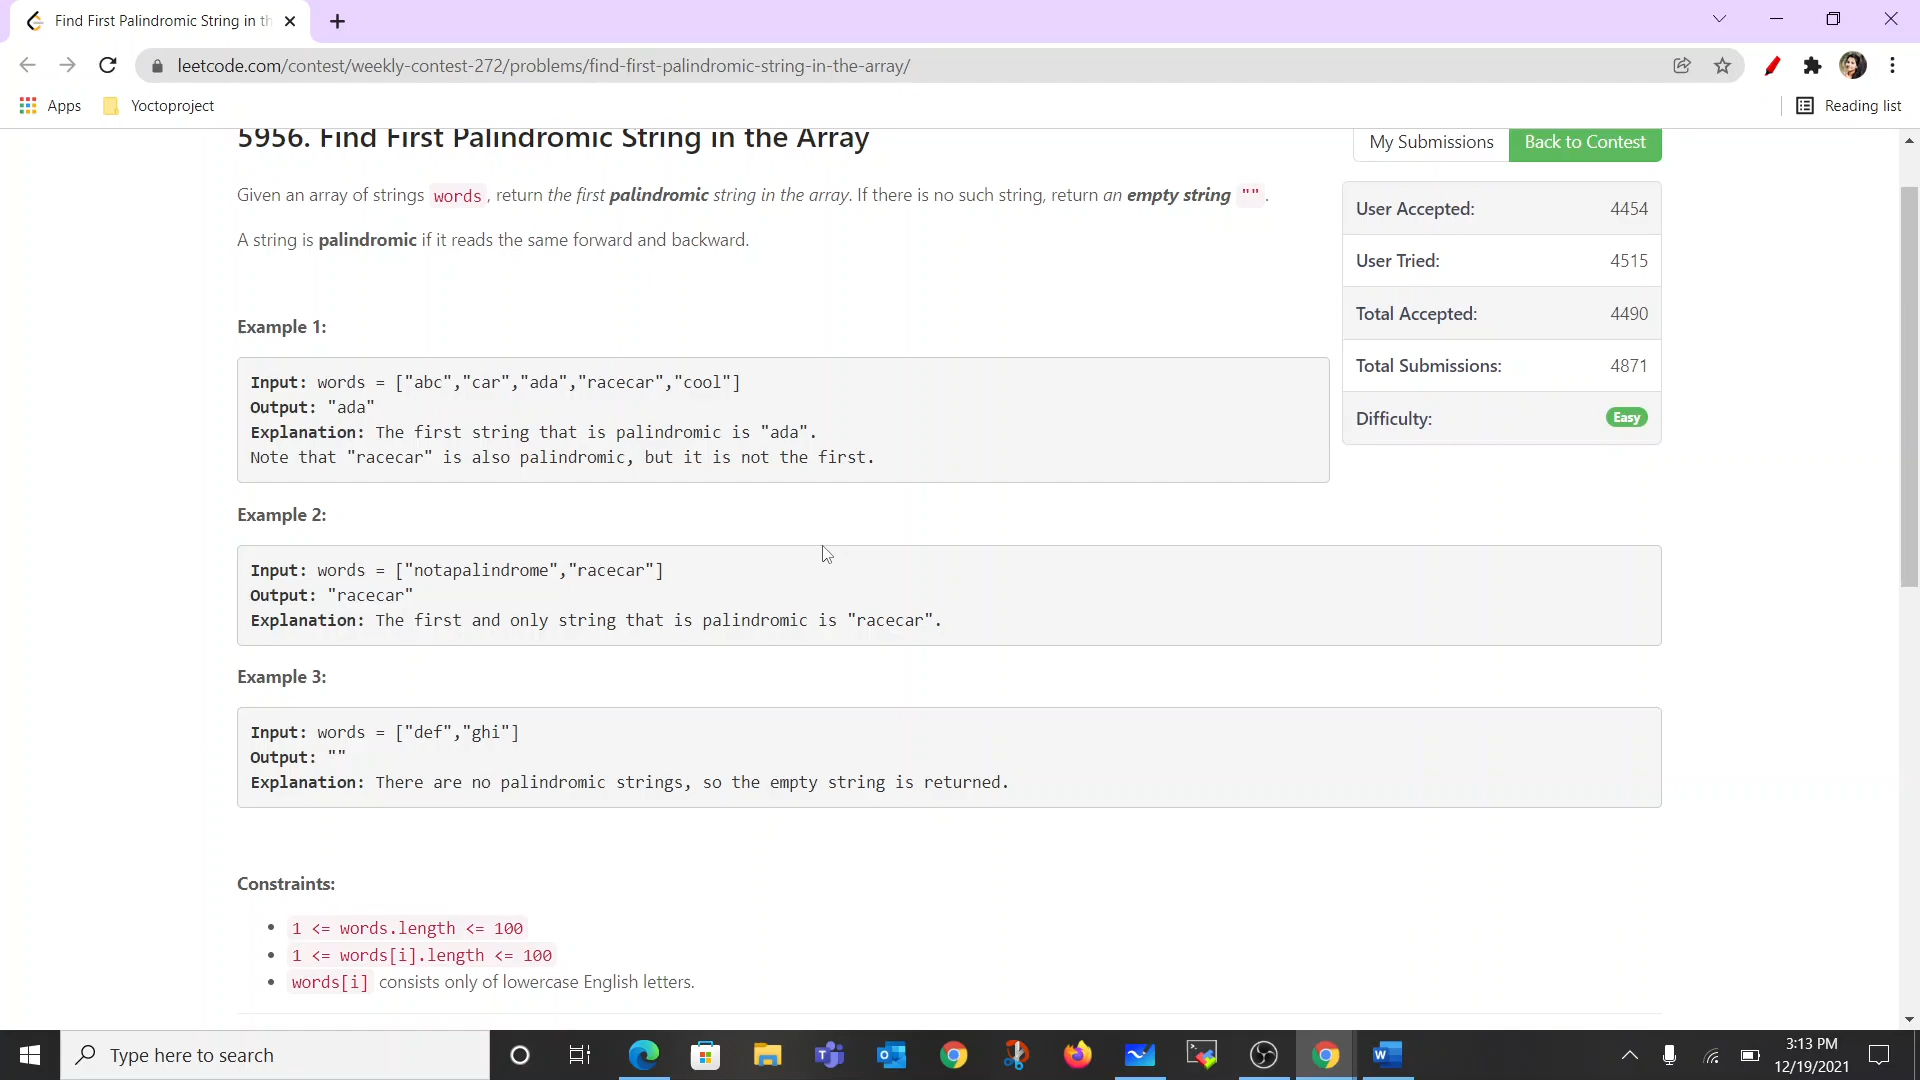 Find First Palindromic String in th
leetcode.com/contest/weekly-contest-272/problems/find-first-palindromic-string-in-the-array/
Apps
Yoctoproject
Reading list
5956. Find First Palindromic String in the Array
My Submissions
Back to Contest
Given an array of strings words, return the first palindromic string in the array. If there is no such string, return an empty string "".
A string is palindromic if it reads the same forward and backward.
User Accepted: 4454
User Tried: 4515
Total Accepted: 4490
Total Submissions: 4871
Difficulty: Easy
Example 1:
Input: words = ["abc","car","ada","racecar","cool"]
Output: "ada"
Explanation: The first string that is palindromic is "ada".
Note that "racecar" is also palindromic, but it is not the first.
Example 2:
Input: words = ["notapalindrome","racecar"]
Output: "racecar"
Explanation: The first and only string that is palindromic is "racecar".
Example 3:
Input: words = ["def","ghi"]
Output: ""
Explanation: There are no palindromic strings, so the empty string is returned.
Constraints:
1 <= words.length <= 100
1 <= words[i].length <= 100
words[i] consists only of lowercase English letters.
Type here to search
3:13 PM
12/19/2021